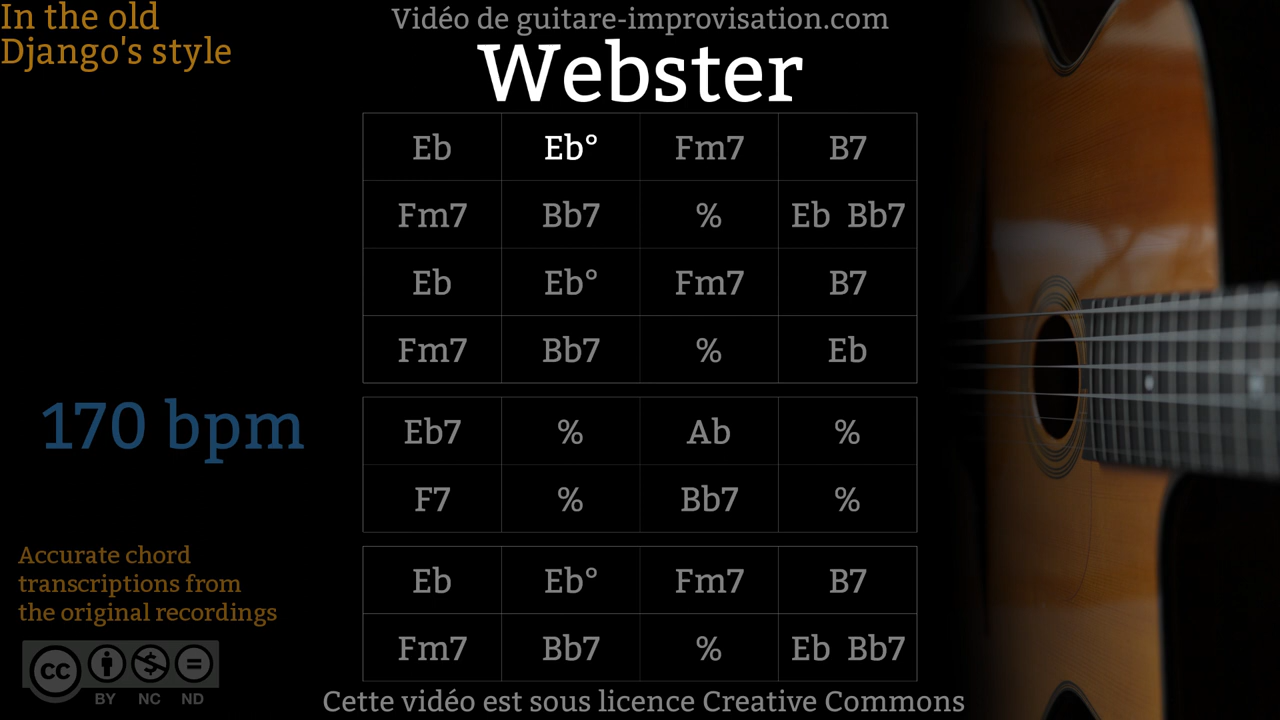 In the old
Django's style
Vidéo de guitare-improvisation.com
Webster
Eb Eb° Fm7 B7
Fm7 Bb7 % Eb Bb7
Eb Eb° Fm7 B7
Fm7 Bb7 % Eb
Eb7 % Ab %
F7 % Bb7 %
Eb Eb° Fm7 B7
Fm7 Bb7 % Eb Bb7
170 bpm
Accurate chord
transcriptions from
the original recordings
cc
BY NC ND
Cette vidéo est sous licence Creative Commons